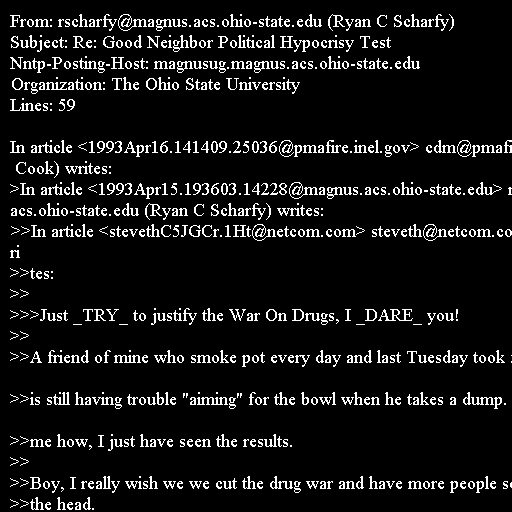 From: rscharfy@magnus.acs.ohio-state.edu (Ryan C Scharfy)
Subject: Re: Good Neighbor Political Hypocrisy Test
Nntp-Posting-Host: magnusug.magnus.acs.ohio-state.edu
Organization: The Ohio State University
Lines: 59

In article <1993Apr16.141409.25036@pmafire.inel.gov> cdm@pmafi
 Cook) writes:
>In article <1993Apr15.193603.14228@magnus.acs.ohio-state.edu>
acs.ohio-state.edu (Ryan C Scharfy) writes:
>>In article <stevethC5JGCr.1Ht@netcom.com> steveth@netcom.co
ri
>>tes:
>>
>>>Just _TRY_ to justify the War On Drugs, I _DARE_ you!
>>
>>A friend of mine who smoke pot every day and last Tuesday took

>>is still having trouble "aiming" for the bowl when he takes a dump.

>>me how, I just have seen the results.
>>
>>Boy, I really wish we we cut the drug war and have more people s
>>the head.